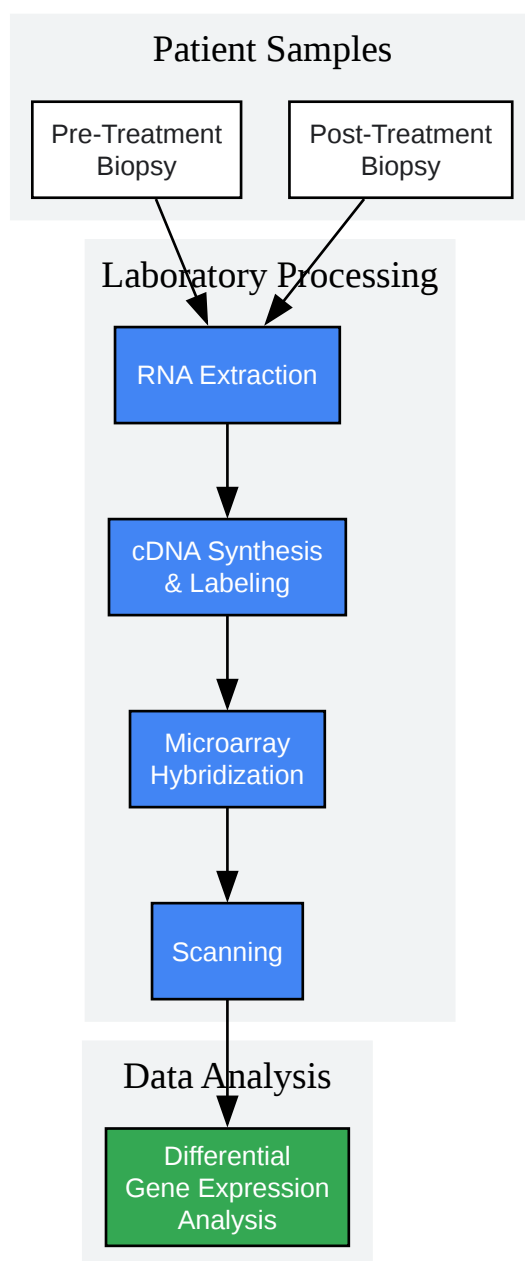 Patient Samples
Pre-Treatment
Biopsy
Post-Treatment
Biopsy
Laboratory Processing
RNA Extraction
cDNA Synthesis
& Labeling
Microarray
Hybridization
Scanning
Data Analysis
Differential
Gene Expression
Analysis